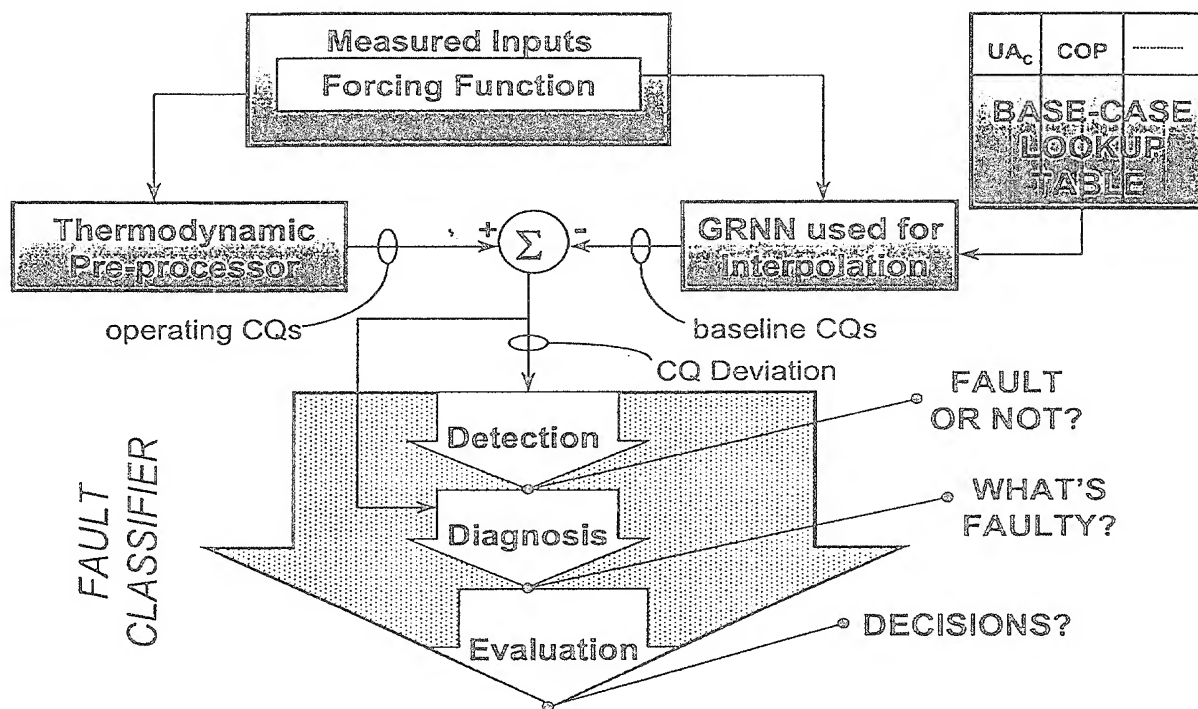 Measured Inputs
Forcing Function
UAc COP
BASE-CASE
LOOKUP
TABLE
Thermodynamic
Pre-processor
+
Σ
-
GRNN used for
Interpolation
operating CQs
baseline CQs
CQ Deviation
FAULT
CLASSIFIER
Detection
Diagnosis
Evaluation
FAULT
OR NOT?
WHAT'S
FAULTY?
DECISIONS?